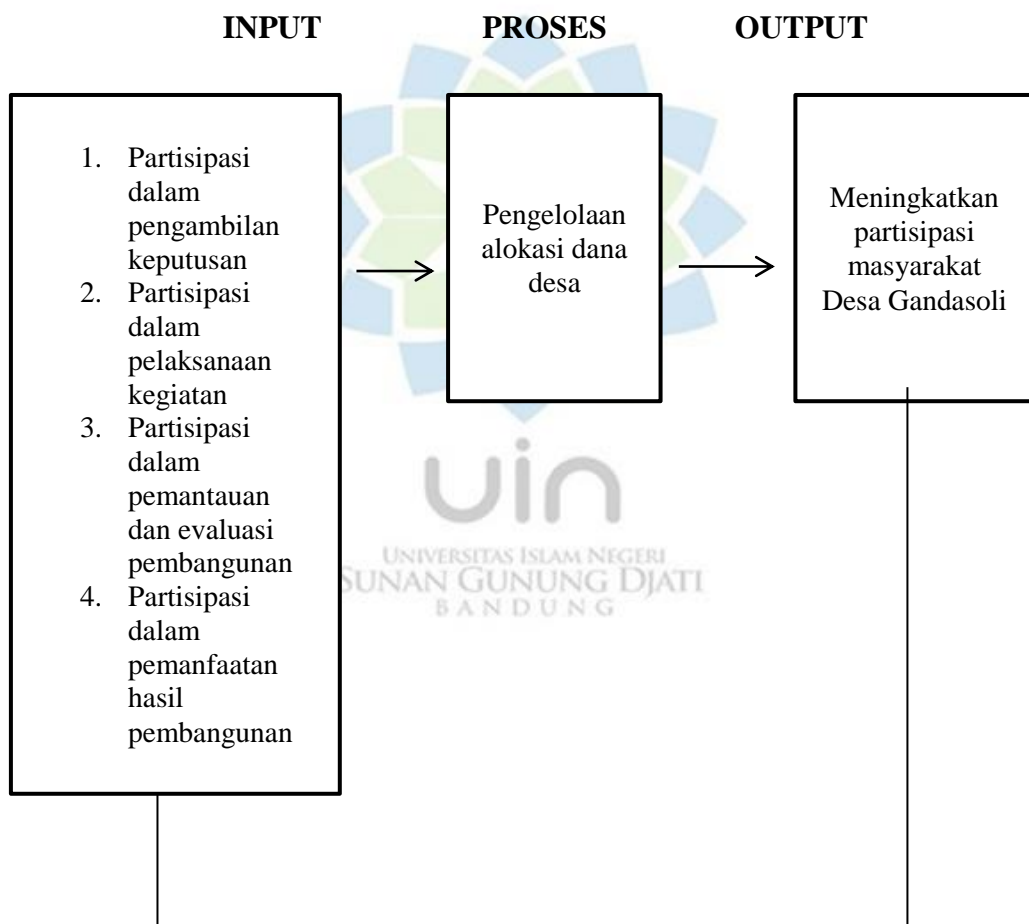 INPUT PROSES OUTPUT
1. Partisipasi
dalam
pengambilan
keputusan
2. Partisipasi
dalam
pelaksanaan
kegiatan
3. Partisipasi
dalam
pemantauan
dan evaluasi
pembangunan
4. Partisipasi
dalam
pemanfaatan
hasil
pembangunan
Pengelolaan
alokasi dana
desa
Meningkatkan
partisipasi
masyarakat
Desa Gandasoli
uin
UNIVERSITAS ISLAM NEGERI
SUNAN GUNUNG DJATI
BANDUNG